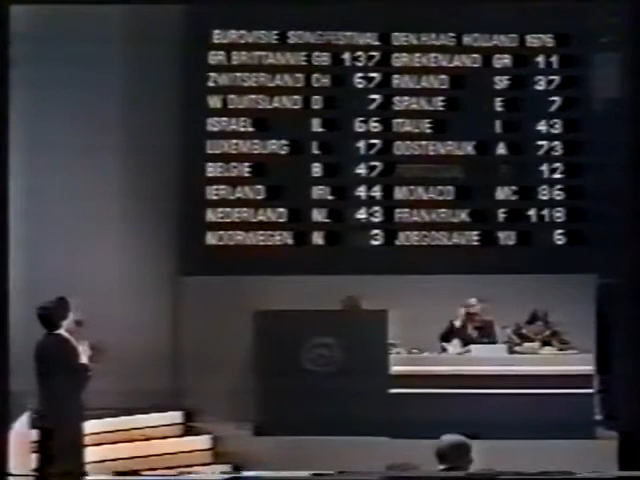 EUROVISIE SONGFESTIVAL DEN HAAG HOLLAND 1976
GR.BRITTANNIE GB 137 GRIEKENLAND GR 11
ZWITSERLAND CH 67 FINLAND SF 37
W DUITSLAND D 7 SPANJE E 7
ISRAEL IL 66 ITALIE I 43
LUXEMBURG L 17 OOSTENRIJK A 73
BELGIE B 47 12
IERLAND IRL 44 MONACO MC 86
NEDERLAND NL 43 FRANKRIJK F 118
NOORWEGEN N 3 JOEGOSLAVIE YU 6